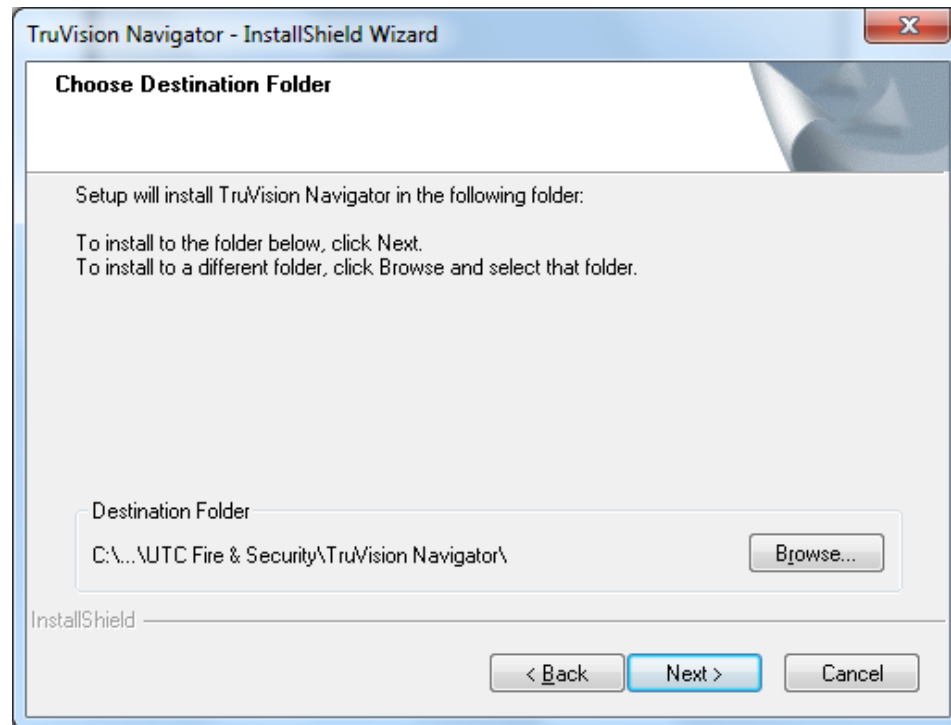 TruVision Navigator - InstallShield Wizard
Choose Destination Folder
Setup will install TruVision Navigator in the following folder:
To install to the folder below, click Next.
To install to a different folder, click Browse and select that folder.
Destination Folder
C:\...\UTC Fire & Security\TruVision Navigator\
Browse...
InstallShield
< Back
Next >
Cancel